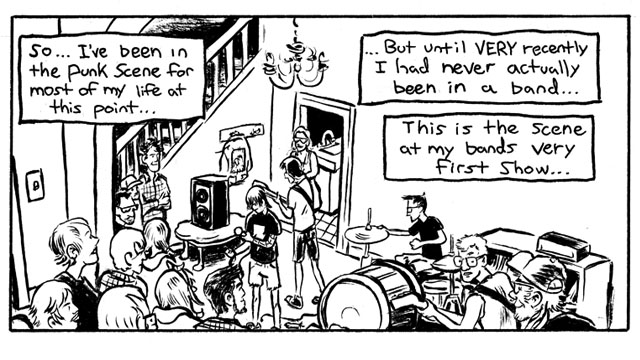 So... I've been in
the punk scene for
most of my life at
this point...
...But until VERY recently
I had never actually
been in a band...
This is the scene
at my bands very
first show...